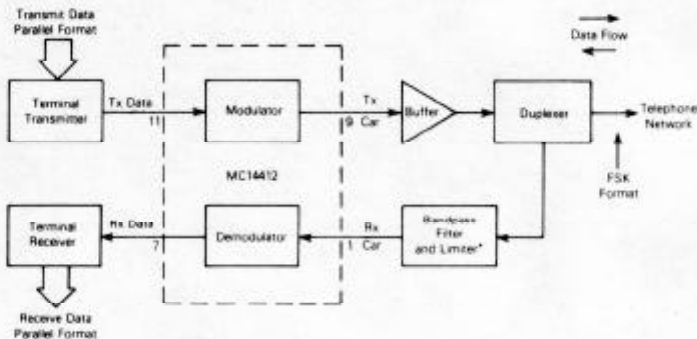 Transmit Data
Parallel Format
Data Flow
Terminal
Transmitter
Tx Data
11
Modulator
Tx
9 Car
Buffer
Duplexer
Telephone
Network
FSK
Format
MC14412
Terminal
Receiver
Rx Data
7
Demodulator
Rx
1 Car
Bandpass
Filter
and Limiter*
Receive Data
Parallel Format